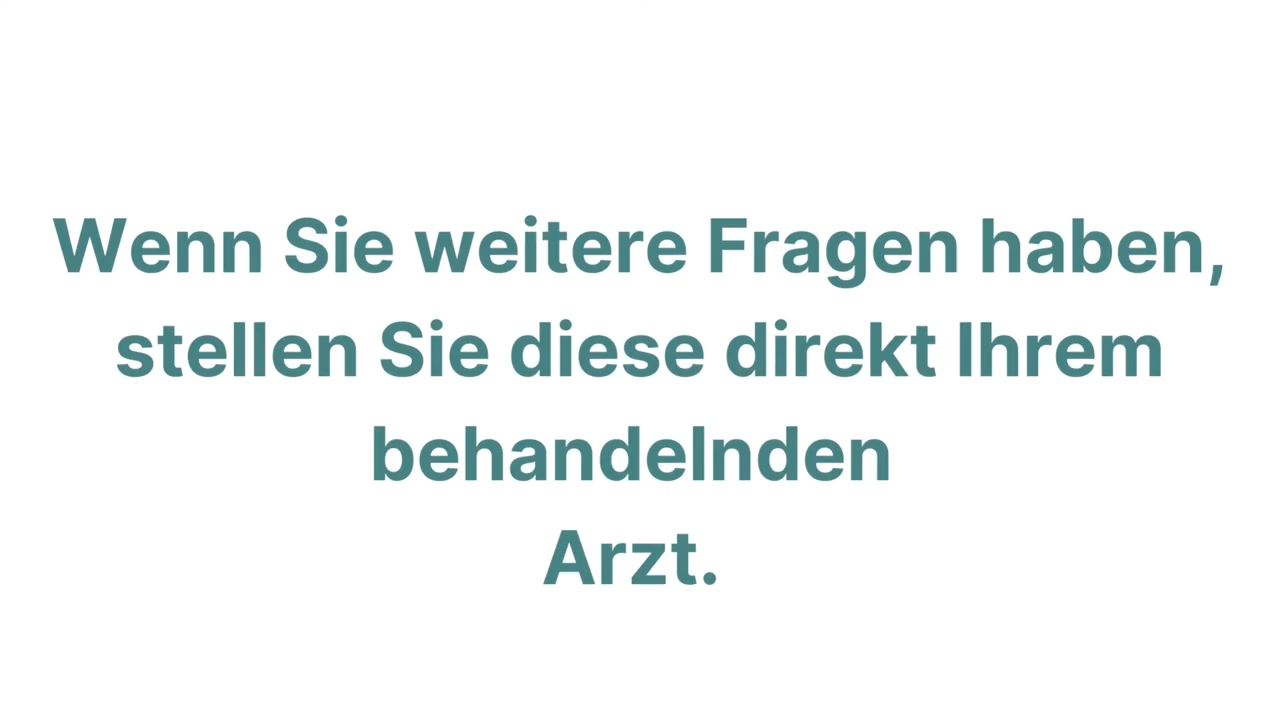 Wenn Sie weitere Fragen haben,
stellen Sie diese direkt Ihrem
behandelnden
Arzt.